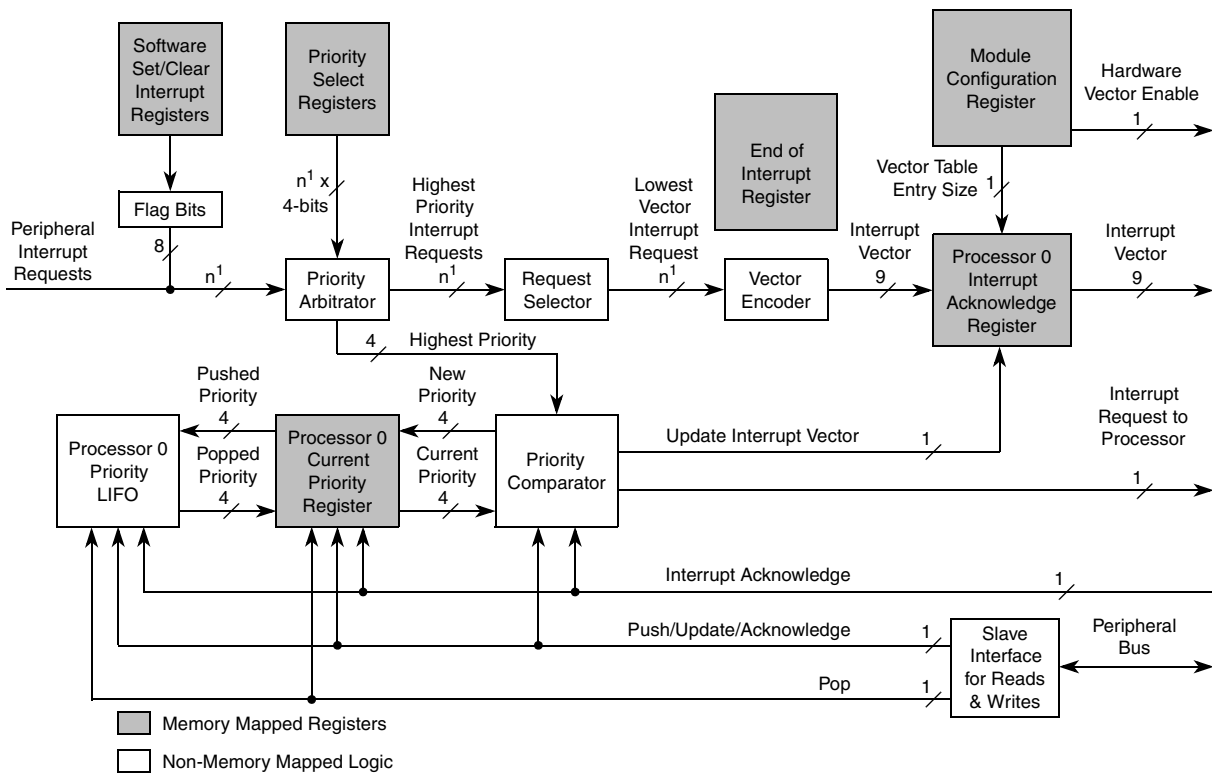 Software
Set/Clear
Interrupt
Registers
Priority
Select
Registers
Module
Configuration
Register
Hardware
Vector Enable
1
End of
Interrupt
Register
Vector Table
Entry Size
1
Flag Bits
8
n1 x
4-bits
Highest
Priority
Interrupt
Requests
n1
Lowest
Vector
Interrupt
Request
n1
Interrupt
Vector
9
Interrupt
Vector
9
Peripheral
Interrupt
Requests
n1
Priority
Arbitrator
Request
Selector
Vector
Encoder
Processor 0
Interrupt
Acknowledge
Register
4
Highest Priority
Pushed
Priority
4
New
Priority
4
Interrupt
Request to
Processor
1
Processor 0
Priority
LIFO
Popped
Priority
4
Processor 0
Current
Priority
Register
Current
Priority
4
Priority
Comparator
Update Interrupt Vector
1
Interrupt Acknowledge
1
Push/Update/Acknowledge
1
Slave
Interface
for Reads
& Writes
Peripheral
Bus
Pop
1
Memory Mapped Registers
Non-Memory Mapped Logic